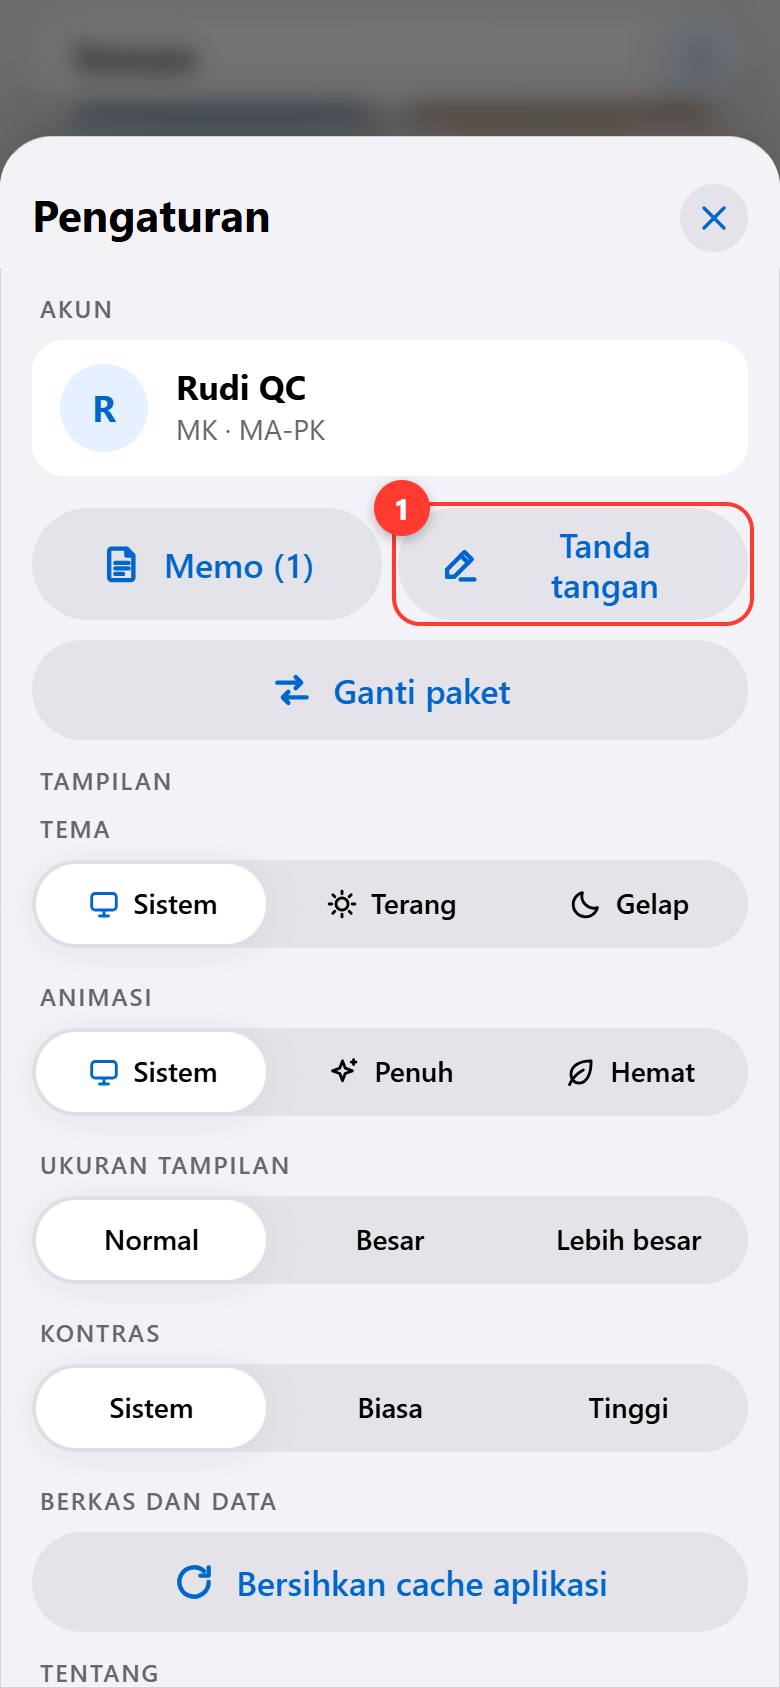 Pengaturan
AKUN
R
Rudi QC
MK · MA-PK
Memo (1)
1
Tanda
tangan
Ganti paket
TAMPILAN
TEMA
Sistem
Terang
Gelap
ANIMASI
Sistem
Penuh
Hemat
UKURAN TAMPILAN
Normal
Besar
Lebih besar
KONTRAS
Sistem
Biasa
Tinggi
BERKAS DAN DATA
Bersihkan cache aplikasi
TENTANG